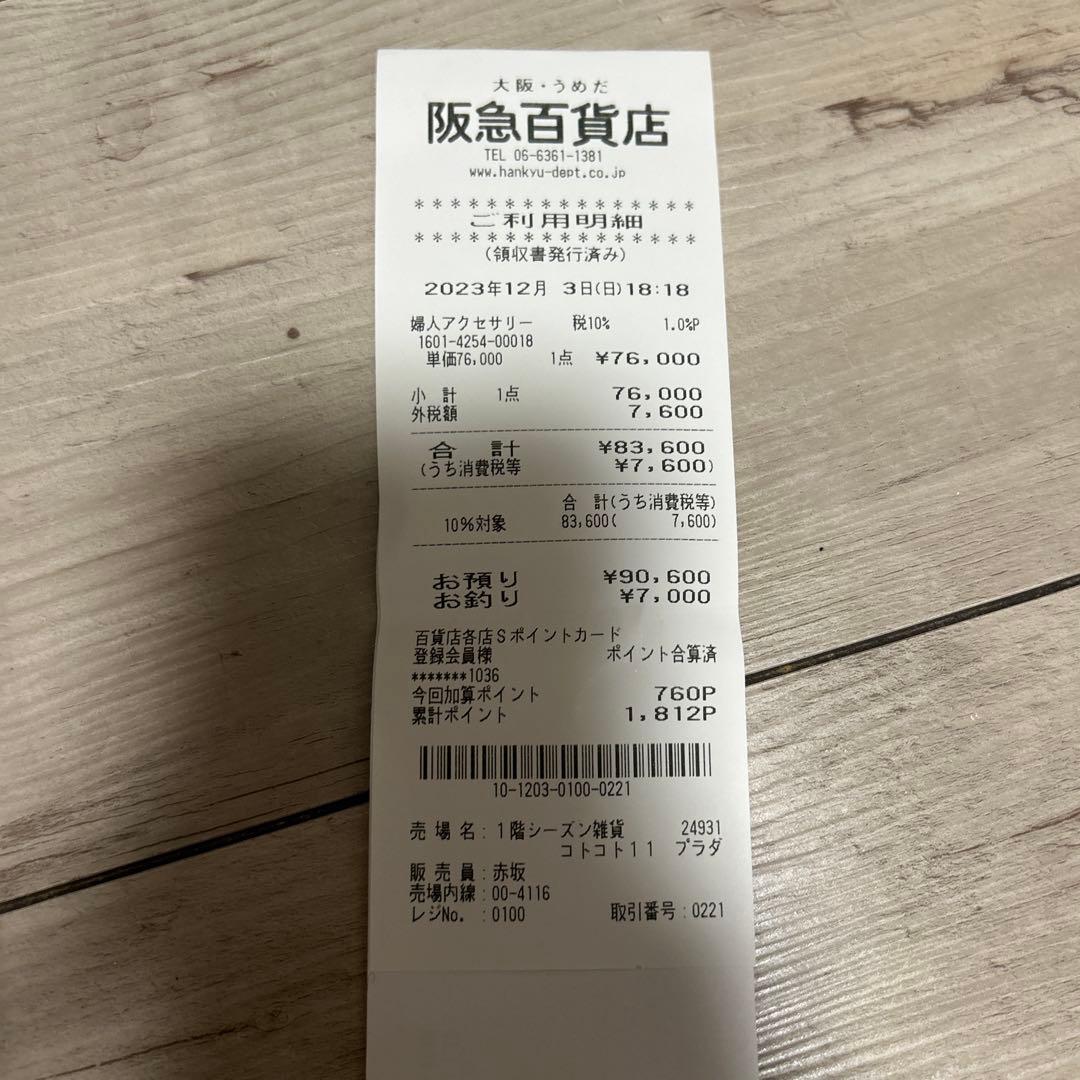 大阪・うめだ
阪急百貨店
TEL 06-6361-1381
www.hankyu-dept.co.jp
****************
ご利用明細
****************
(領収書発行済み)
2023年12月 3日(日)18:18
婦人アクセサリー 税10% 1.0%P
1601-4254-00018
単価76,000 1点 ¥76,000
小 計 1点 76,000
外税額 7,600
合 計 ¥83,600
(うち消費税等 ¥7,600)
合 計(うち消費税等)
10%対象 83,600( 7,600)
お預り ¥90,600
お釣り ¥7,000
百貨店各店Sポイントカード
登録会員様 ポイント合算済
*******1036
今回加算ポイント 760P
累計ポイント 1,812P
10-1203-0100-0221
売 場 名:1階シーズン雑貨 24931
コトコト11 プラダ
販 売 員:赤坂
売場内線:00-4116
レジNo. :0100 取引番号:0221